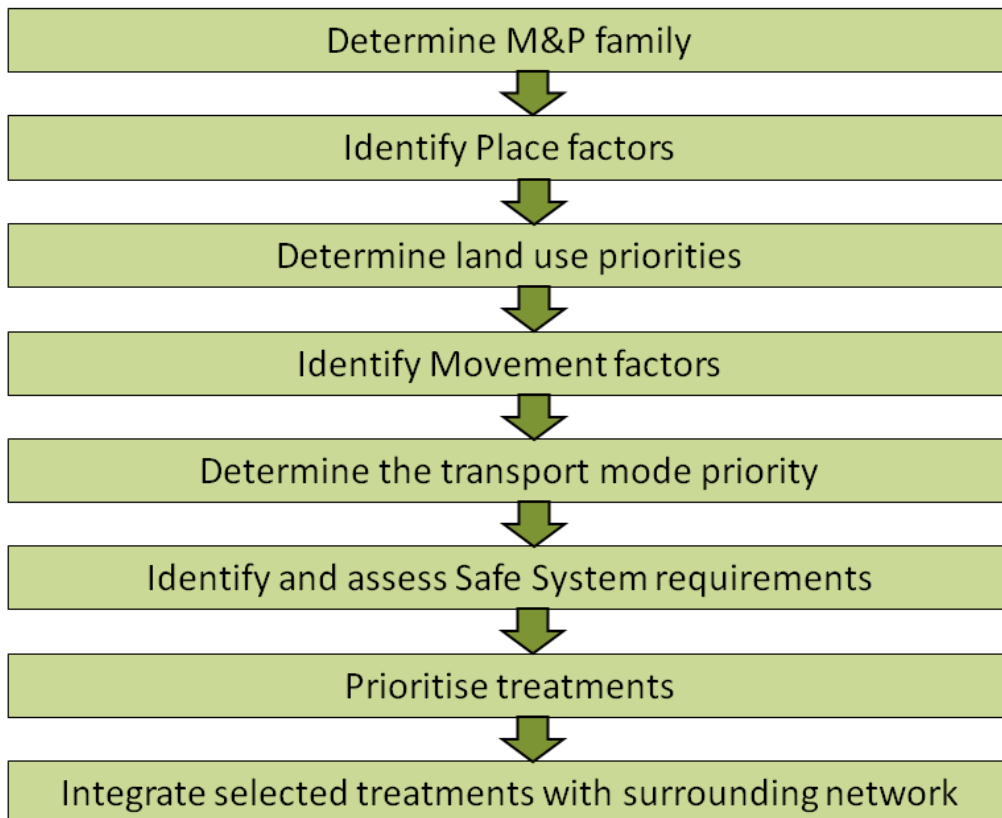 Determine M&P family
Identify Place factors
Determine land use priorities
Identify Movement factors
Determine the transport mode priority
Identify and assess Safe System requirements
Prioritise treatments
Integrate selected treatments with surrounding network